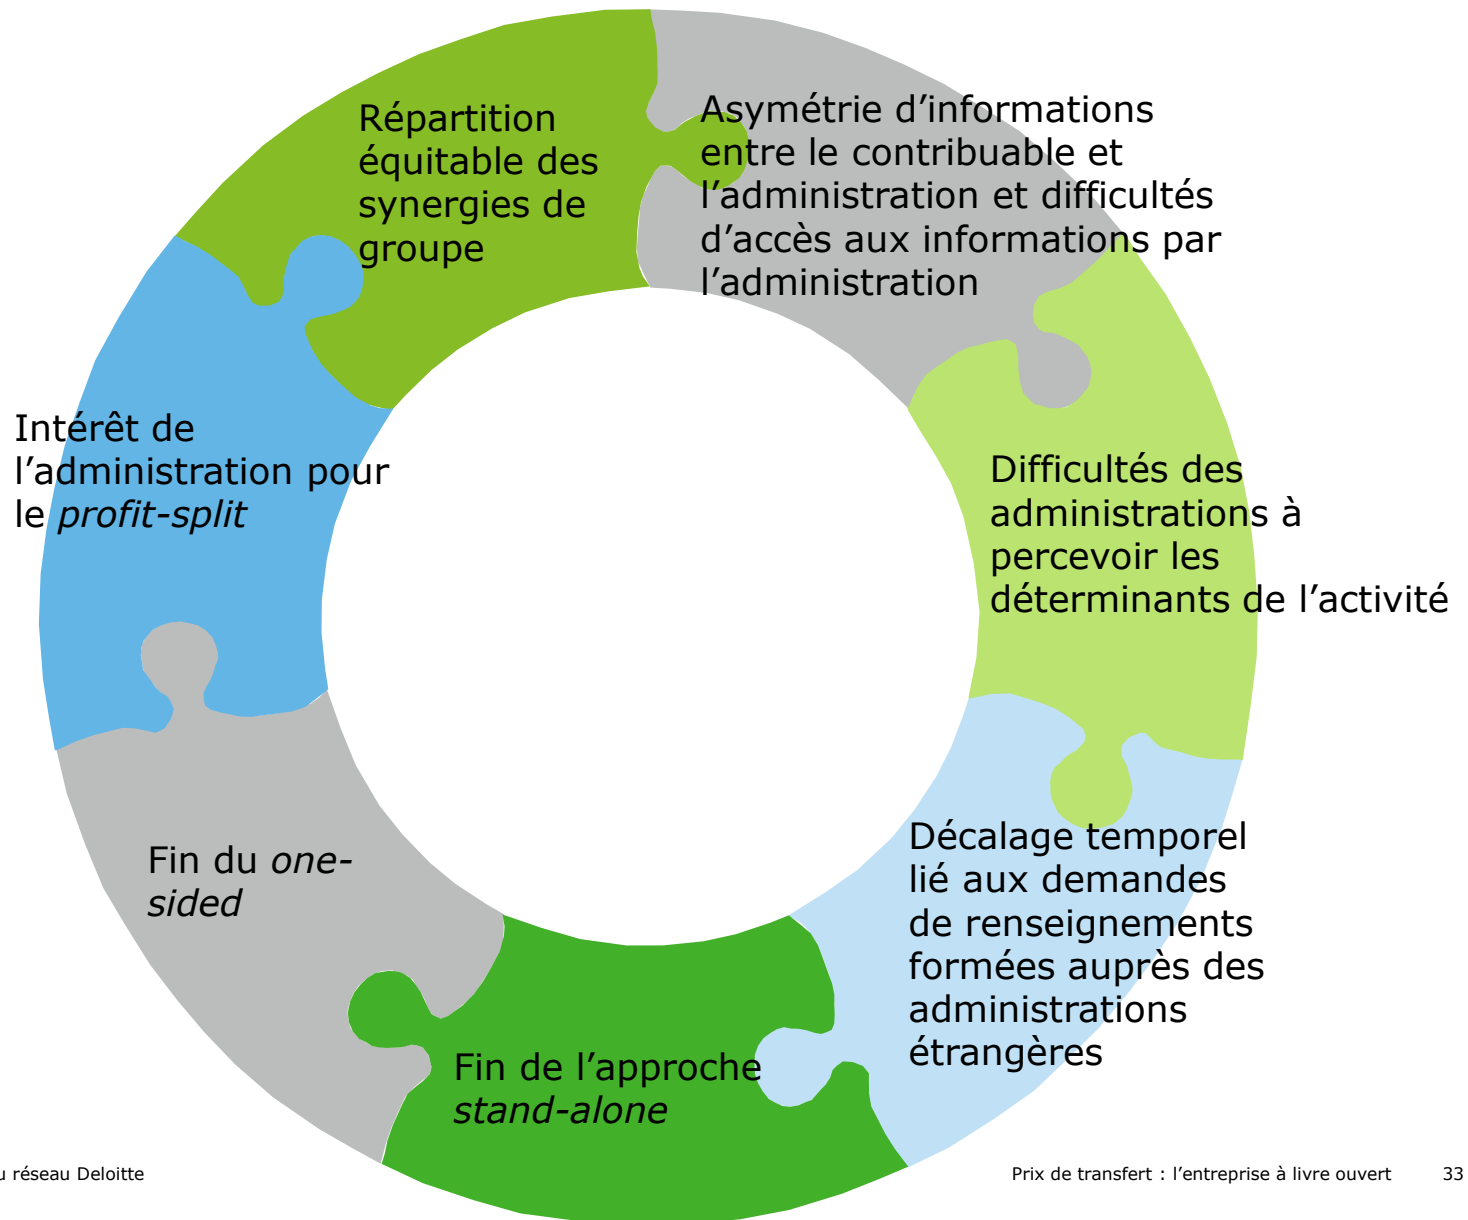 Répartition
équitable des
synergies de
groupe
Asymétrie d’informations
entre le contribuable et
l’administration et difficultés
d’accès aux informations par
l’administration
Difficultés des
administrations à
percevoir les
déterminants de l’activité
Décalage temporel
lié aux demandes
de renseignements
formées auprès des
administrations
étrangères
Fin de l’approche
stand-alone
Fin du one-
sided
Intérêt de
l’administration pour
le profit-split
u réseau Deloitte
Prix de transfert : l’entreprise à livre ouvert 33